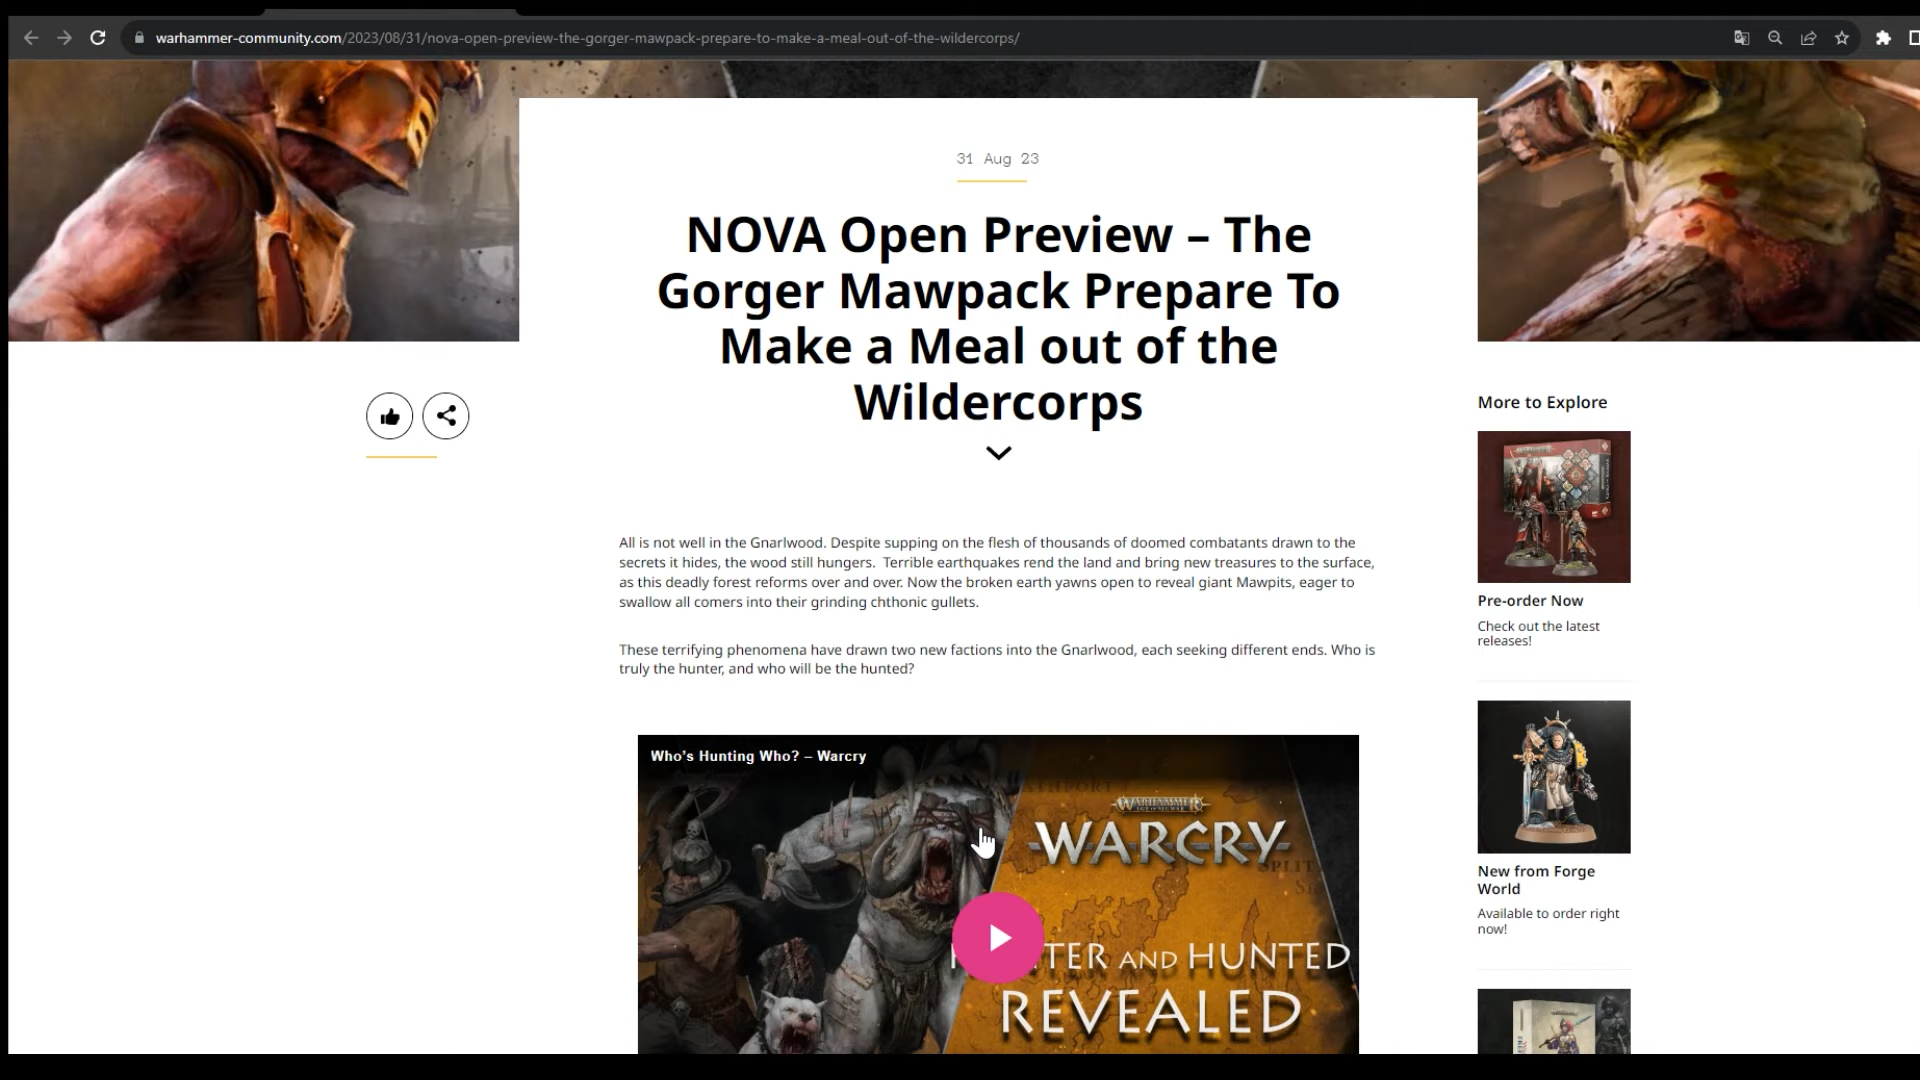 warhammer-community.com/2023/08/31/nova-open-preview-the-gorger-mawpack-prepare-to-make-a-meal-out-of-the-wildercorps/
31 Aug 23
NOVA Open Preview – The
Gorger Mawpack Prepare To
Make a Meal out of the
Wildercorps
All is not well in the Gnarlwood. Despite supping on the flesh of thousands of doomed combatants drawn to the
secrets it hides, the wood still hungers.  Terrible earthquakes rend the land and bring new treasures to the surface,
as this deadly forest reforms over and over. Now the broken earth yawns open to reveal giant Mawpits, eager to
swallow all comers into their grinding chthonic gullets.
These terrifying phenomena have drawn two new factions into the Gnarlwood, each seeking different ends. Who is
truly the hunter, and who will be the hunted?
Who's Hunting Who? – Warcry
WARHAMMER
WARCRY
AND HUNTED
REVEALED
More to Explore
Pre-order Now
Check out the latest
releases!
New from Forge
World
Available to order right
now!